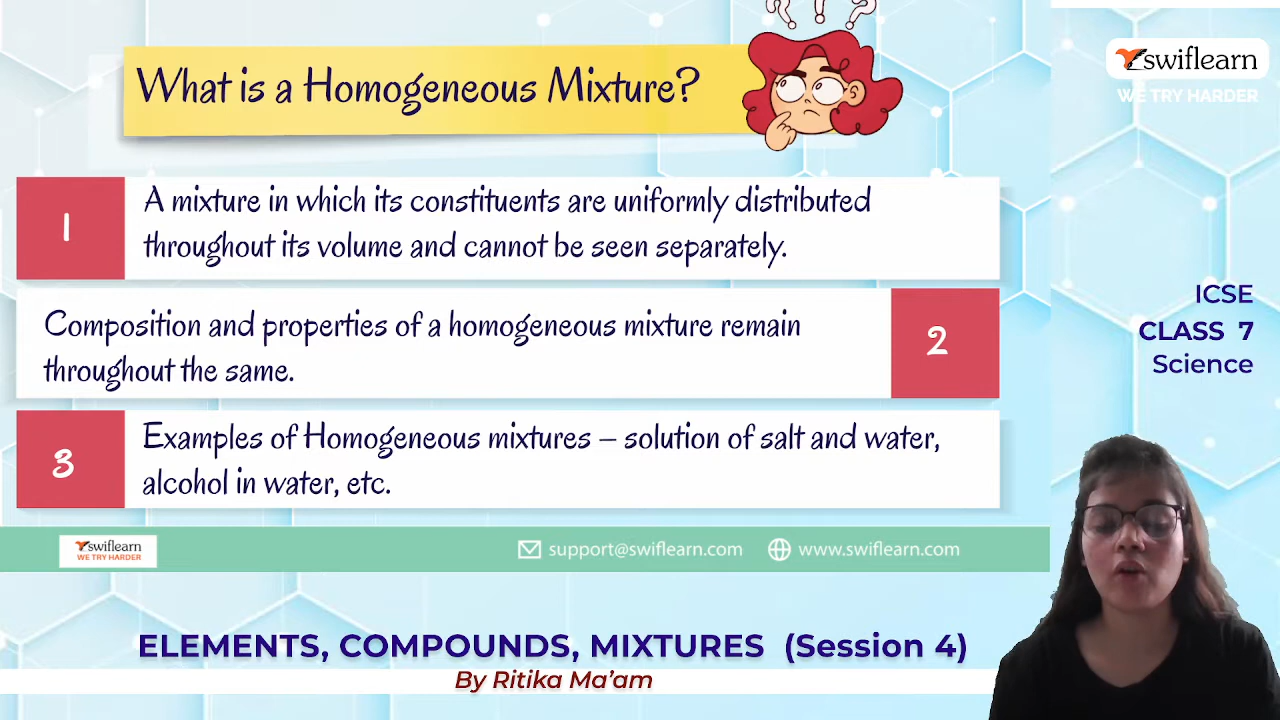 What is a Homogeneous Mixture?
? ? ?
swiflearn
WE TRY HARDER
1
A mixture in which its constituents are uniformly distributed
throughout its volume and cannot be seen separately.
Composition and properties of a homogeneous mixture remain
throughout the same.
2
3
Examples of Homogeneous mixtures – solution of salt and water,
alcohol in water, etc.
ICSE
CLASS 7
Science
swiflearn
WE TRY HARDER
support@swiflearn.com
www.swiflearn.com
ELEMENTS, COMPOUNDS, MIXTURES (Session 4)
By Ritika Ma'am